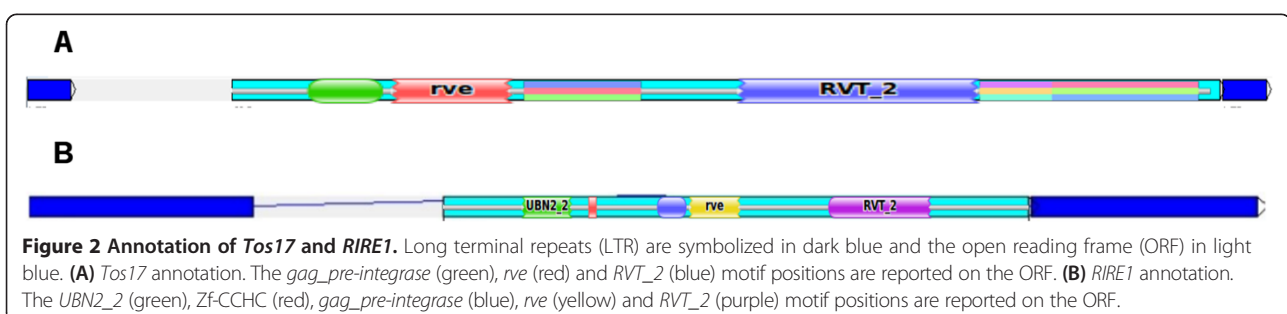 A
rve
RVT_2
B
UBN2_2
rve
RVT_2
Figure 2 Annotation of Tos17 and RIRE1. Long terminal repeats (LTR) are symbolized in dark blue and the open reading frame (ORF) in light
blue. (A) Tos17 annotation. The gag_pre-integrase (green), rve (red) and RVT_2 (blue) motif positions are reported on the ORF. (B) RIRE1 annotation.
The UBN2_2 (green), Zf-CCHC (red), gag_pre-integrase (blue), rve (yellow) and RVT_2 (purple) motif positions are reported on the ORF.